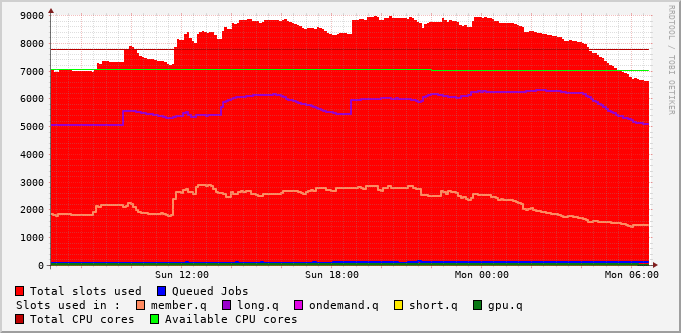 9000
8000
7000
6000
5000
4000
3000
2000
1000
0
Sun 12:00 Sun 18:00 Mon 00:00 Mon 06:00
RRDTOOL / TOBI OETIKER
Total slots used Queued Jobs
Slots used in : member.q long.q ondemand.q short.q gpu.q
Total CPU cores Available CPU cores